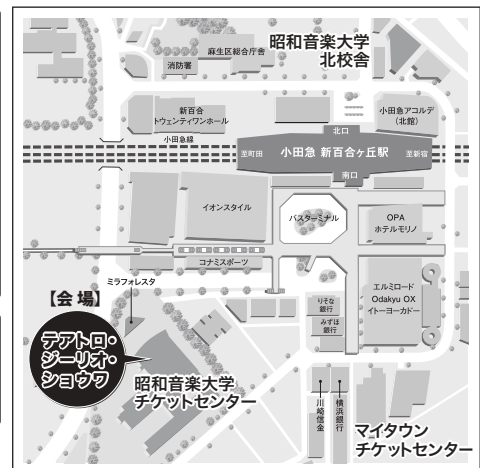 昭和音楽大学
北校舎
麻生区総合庁舎
消防署
新百合
トウェンティワンホール
小田急アコルデ
(北館)
北口
小田急線
至町田
小田急 新百合ヶ丘駅
至新宿
南口
イオンスタイル
バスターミナル
OPA
ホテルモリノ
コナミスポーツ
ミラフォレスタ
【会 場】
テアトロ・
ジーリオ・
ショウワ
エルミロード
Odakyu OX
イトーヨーカドー
りそな
銀行
みずほ
銀行
昭和音楽大学
チケットセンター
川崎信金
横浜銀行
マイタウン
チケットセンター